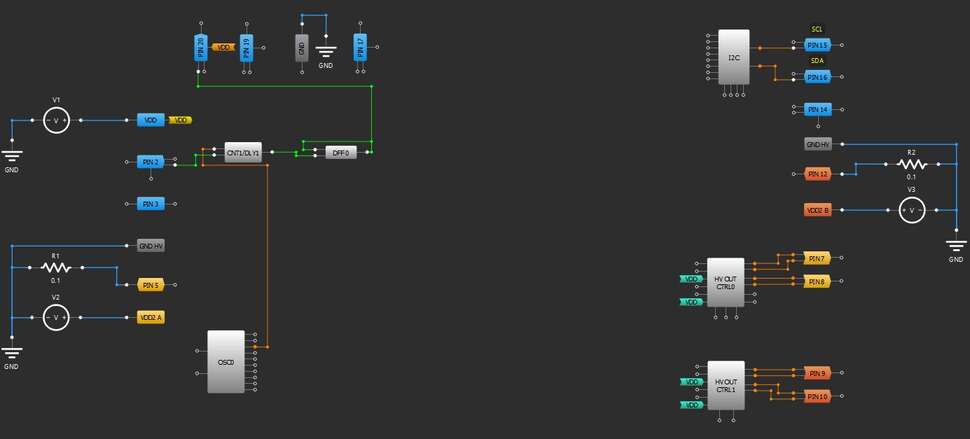 PIN 20
VDD
PIN 19
GND
GND
PIN 17
V1
- V +
VDD
VDD
GND
PIN 2
CNT1/DLY1
DFF0
PIN 3
GND HV
R1
0.1
PIN 5
V2
- V +
VDD2 A
GND
OSC0
I2C
SCL
PIN 15
SDA
PIN 16
PIN 14
GND HV
R2
0.1
PIN 12
V3
+ V -
VDD2 B
GND
HV OUT
CTRL0
VDD
VDD
PIN 7
PIN 8
HV OUT
CTRL1
VDD
VDD
PIN 9
PIN 10